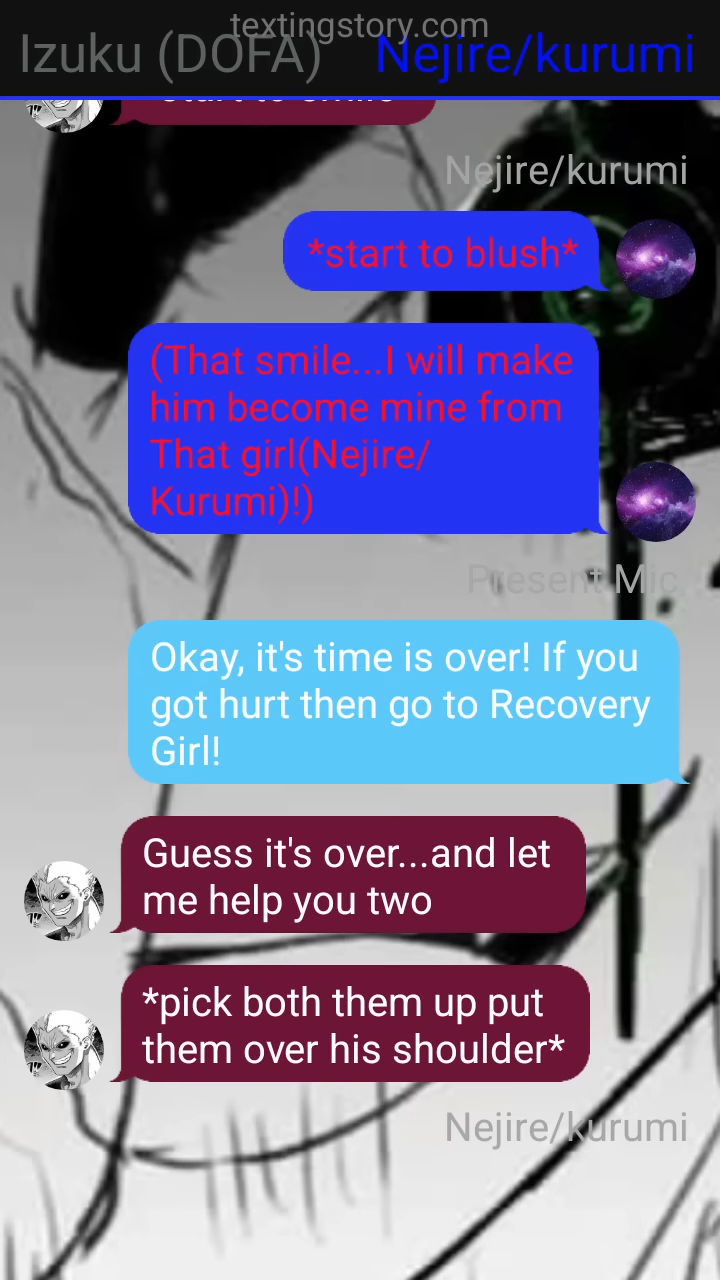 textingstory.com
Izuku (DOFA)
Nejire/kurumi
start to smile
Nejire/kurumi
*start to blush*
(That smile...I will make
him become mine from
That girl(Nejire/
Kurumi)!)
Present Mic
Okay, it's time is over! If you
got hurt then go to Recovery
Girl!
Guess it's over...and let
me help you two
*pick both them up put
them over his shoulder*
Nejire/kurumi